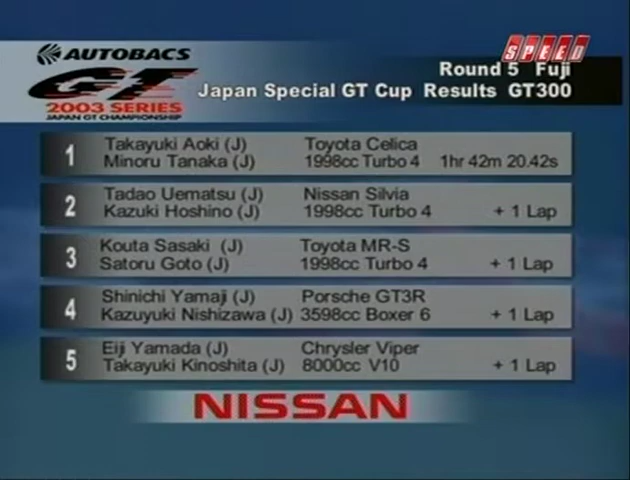 AUTOBACS
SPEED
GT
2003 SERIES
JAPAN GT CHAMPIONSHIP
Round 5 Fuji
Japan Special GT Cup Results GT300
1 Takayuki Aoki (J) Toyota Celica
Minoru Tanaka (J) 1998cc Turbo 4 1hr 42m 20.42s
2 Tadao Uematsu (J) Nissan Silvia
Kazuki Hoshino (J) 1998cc Turbo 4 + 1 Lap
3 Kouta Sasaki (J) Toyota MR-S
Satoru Goto (J) 1998cc Turbo 4 + 1 Lap
4 Shinichi Yamaji (J) Porsche GT3R
Kazuyuki Nishizawa (J) 3598cc Boxer 6 + 1 Lap
5 Eiji Yamada (J) Chrysler Viper
Takayuki Kinoshita (J) 8000cc V10 + 1 Lap
NISSAN